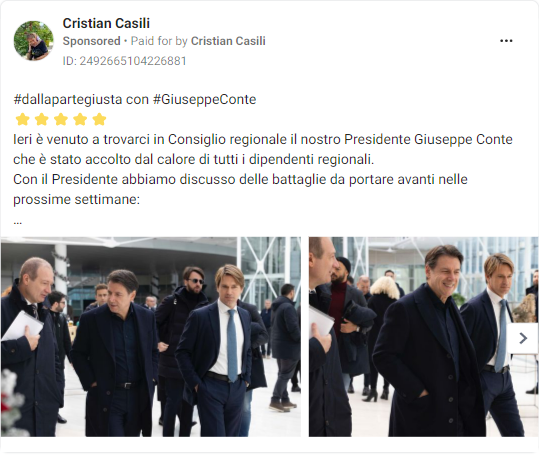 Cristian Casili
Sponsored • Paid for by Cristian Casili
ID: 2492665104226881
#dallapartegiusta con #GiuseppeConte
Ieri è venuto a trovarci in Consiglio regionale il nostro Presidente Giuseppe Conte
che è stato accolto dal calore di tutti i dipendenti regionali.
Con il Presidente abbiamo discusso delle battaglie da portare avanti nelle
prossime settimane:
...